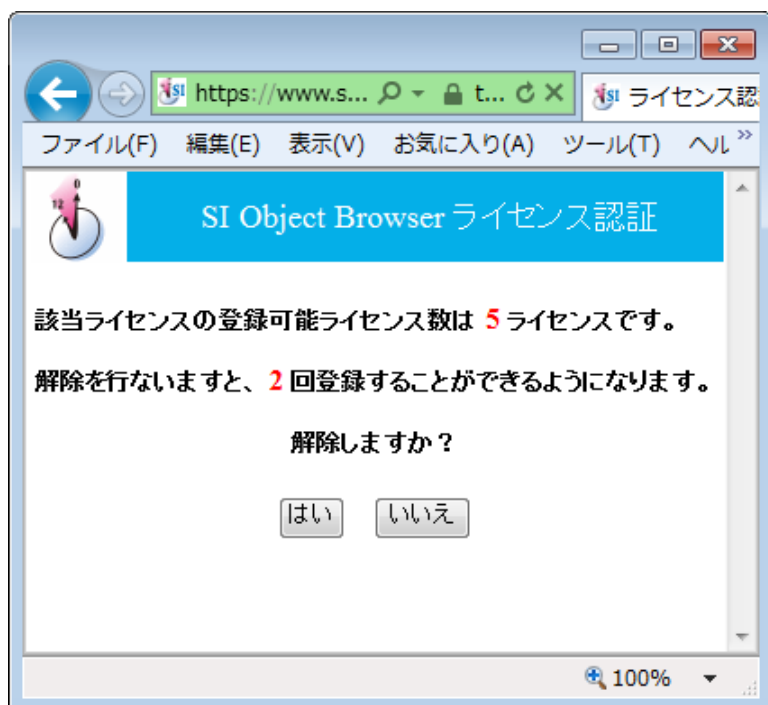 https://www.s... t...
ライセンス認
ファイル(F) 編集(E) 表示(V) お気に入り(A) ツール(T) ヘル »
SI Object Browser ライセンス認証
該当ライセンスの登録可能ライセンス数は 5 ライセンスです。
解除を行ないますと、2 回登録することができるようになります。
解除しますか？
はい いいえ
100%